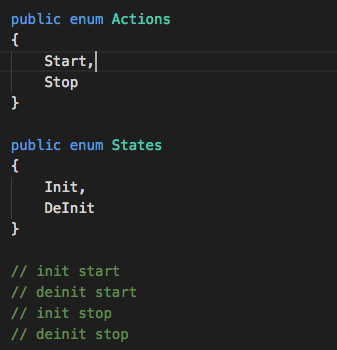 public enum Actions
{
    Start,
    Stop
}

public enum States
{
    Init,
    DeInit
}

// init start
// deinit start
// init stop
// deinit stop